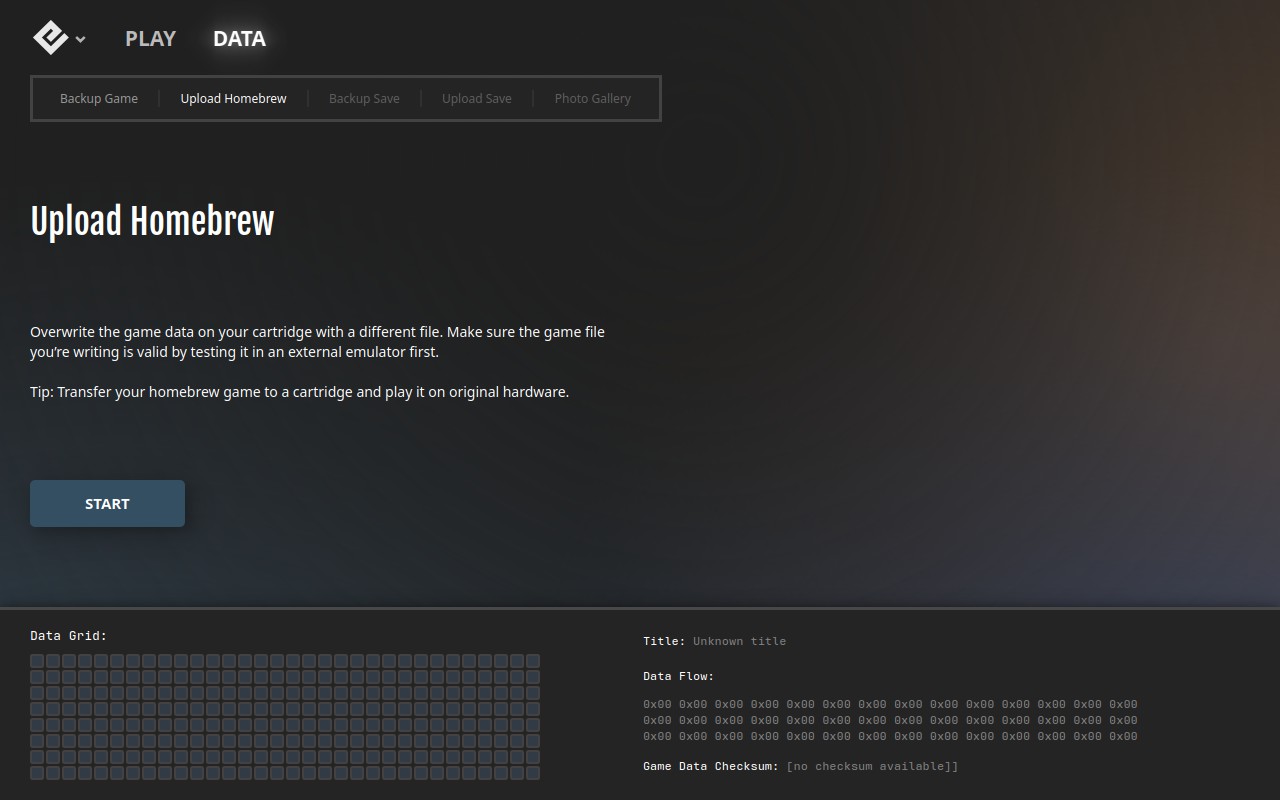 PLAY DATA
Backup Game Upload Homebrew Backup Save Upload Save Photo Gallery
Upload Homebrew
Overwrite the game data on your cartridge with a different file. Make sure the game file
you’re writing is valid by testing it in an external emulator first.
Tip: Transfer your homebrew game to a cartridge and play it on original hardware.
START
Data Grid:
Title: Unknown title
Data Flow:
0x00 0x00 0x00 0x00 0x00 0x00 0x00 0x00 0x00 0x00 0x00 0x00 0x00 0x00
0x00 0x00 0x00 0x00 0x00 0x00 0x00 0x00 0x00 0x00 0x00 0x00 0x00 0x00
0x00 0x00 0x00 0x00 0x00 0x00 0x00 0x00 0x00 0x00 0x00 0x00 0x00 0x00
Game Data Checksum: [no checksum available]]